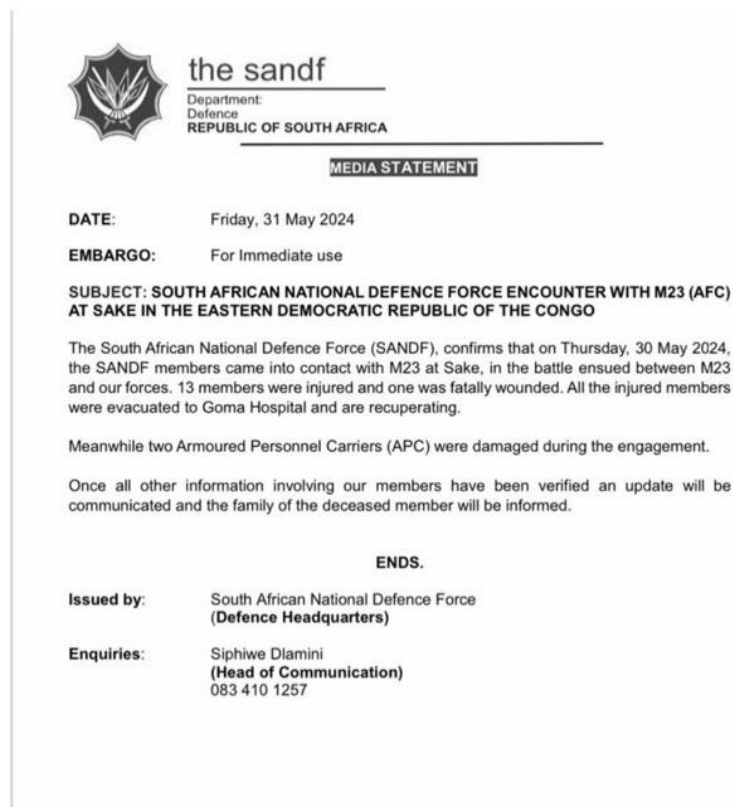 the sandf
Department:
Defence
REPUBLIC OF SOUTH AFRICA
MEDIA STATEMENT
DATE: Friday, 31 May 2024
EMBARGO: For Immediate use
SUBJECT: SOUTH AFRICAN NATIONAL DEFENCE FORCE ENCOUNTER WITH M23 (AFC)
AT SAKE IN THE EASTERN DEMOCRATIC REPUBLIC OF THE CONGO
The South African National Defence Force (SANDF), confirms that on Thursday, 30 May 2024,
the SANDF members came into contact with M23 at Sake, in the battle ensued between M23
and our forces. 13 members were injured and one was fatally wounded. All the injured members
were evacuated to Goma Hospital and are recuperating.
Meanwhile two Armoured Personnel Carriers (APC) were damaged during the engagement.
Once all other information involving our members have been verified an update will be
communicated and the family of the deceased member will be informed.
ENDS.
Issued by: South African National Defence Force
(Defence Headquarters)
Enquiries: Siphiwe Dlamini
(Head of Communication)
083 410 1257